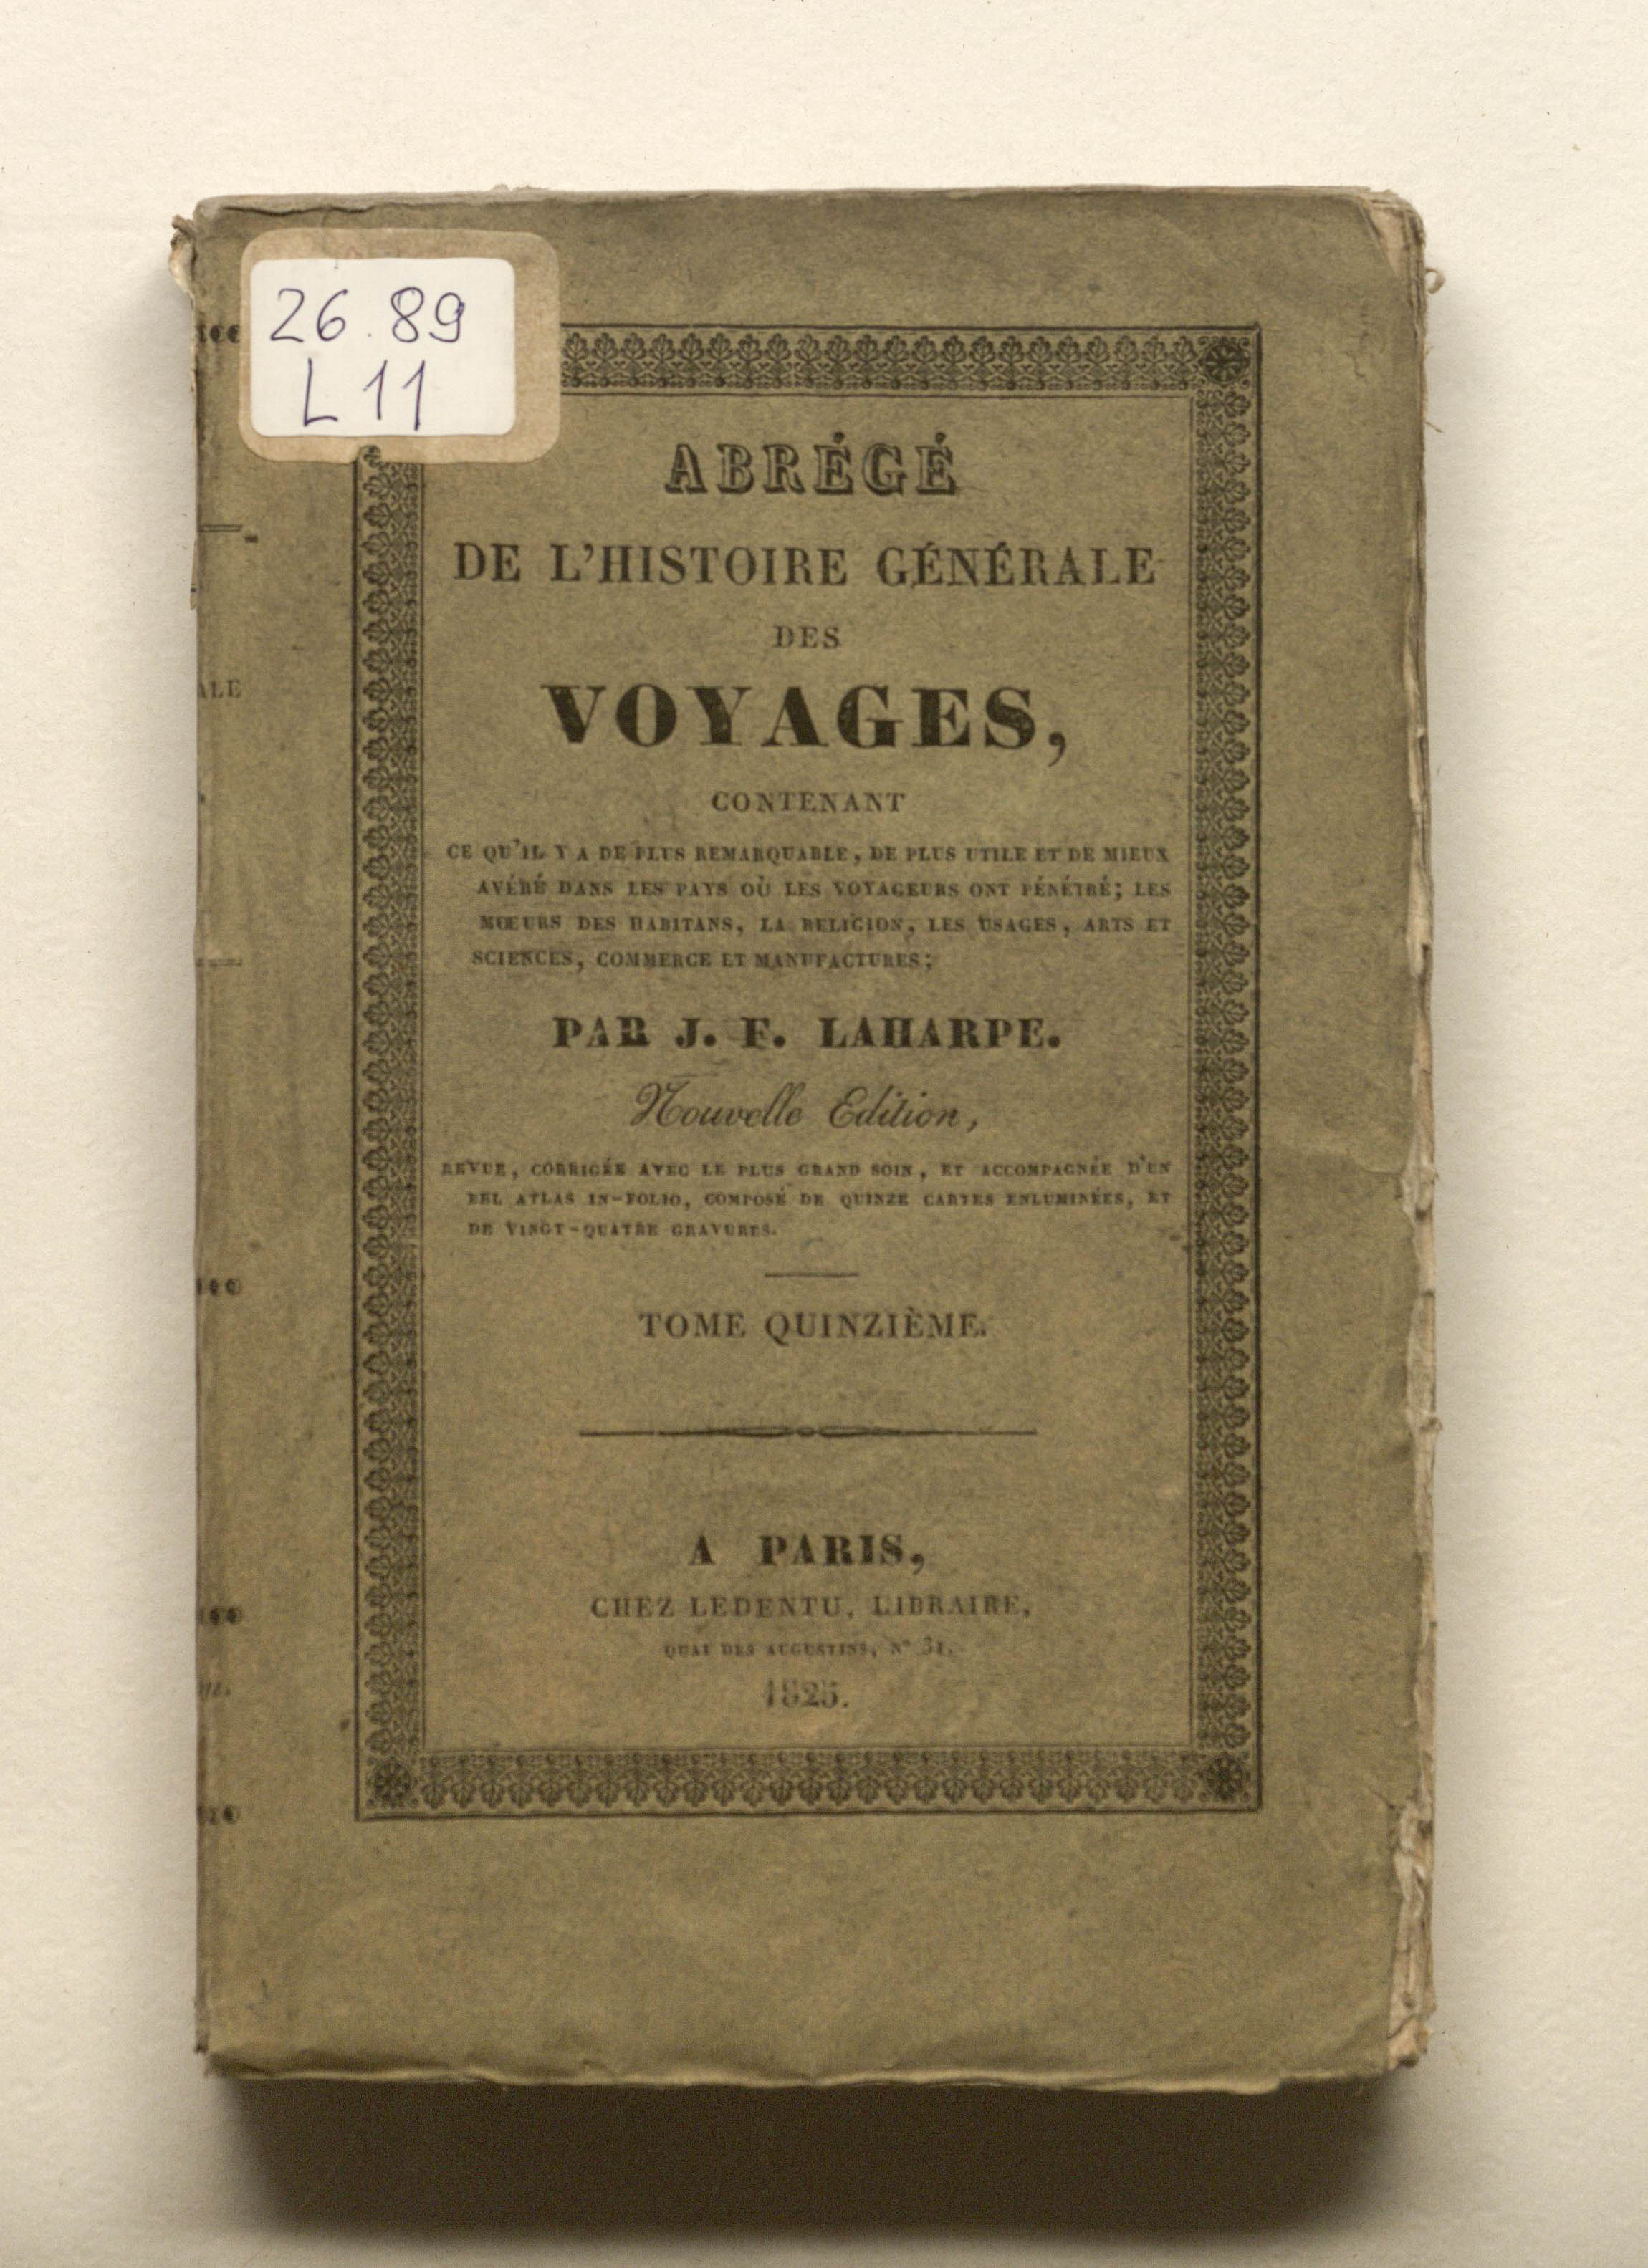 26.89
L 11
ABRÉGÉ
DE L'HISTOIRE GÉNÉRALE
DES
VOYAGES,
CONTENANT
CE QU'IL Y A DE PLUS REMARQUABLE, DE PLUS UTILE ET DE MIEUX
AVÉRÉ DANS LES PAYS OÙ LES VOYAGEURS ONT PÉNÉTRÉ; LES
MŒURS DES HABITANS, LA RELIGION, LES USAGES, ARTS ET
SCIENCES, COMMERCE ET MANUFACTURES;
PAR J. F. LAHARPE.
Nouvelle Edition,
REVUE, CORRIGÉE AVEC LE PLUS GRAND SOIN, ET ACCOMPAGNÉE D'UN
BEL ATLAS IN-FOLIO, COMPOSÉ DE QUINZE CARTES ENLUMINÉES, ET
DE VINGT-QUATRE GRAVURES.
TOME QUINZIÈME.
A PARIS,
CHEZ LEDENTU, LIBRAIRE,
QUAI DES AUGUSTINS, N° 31.
1825.
ALE